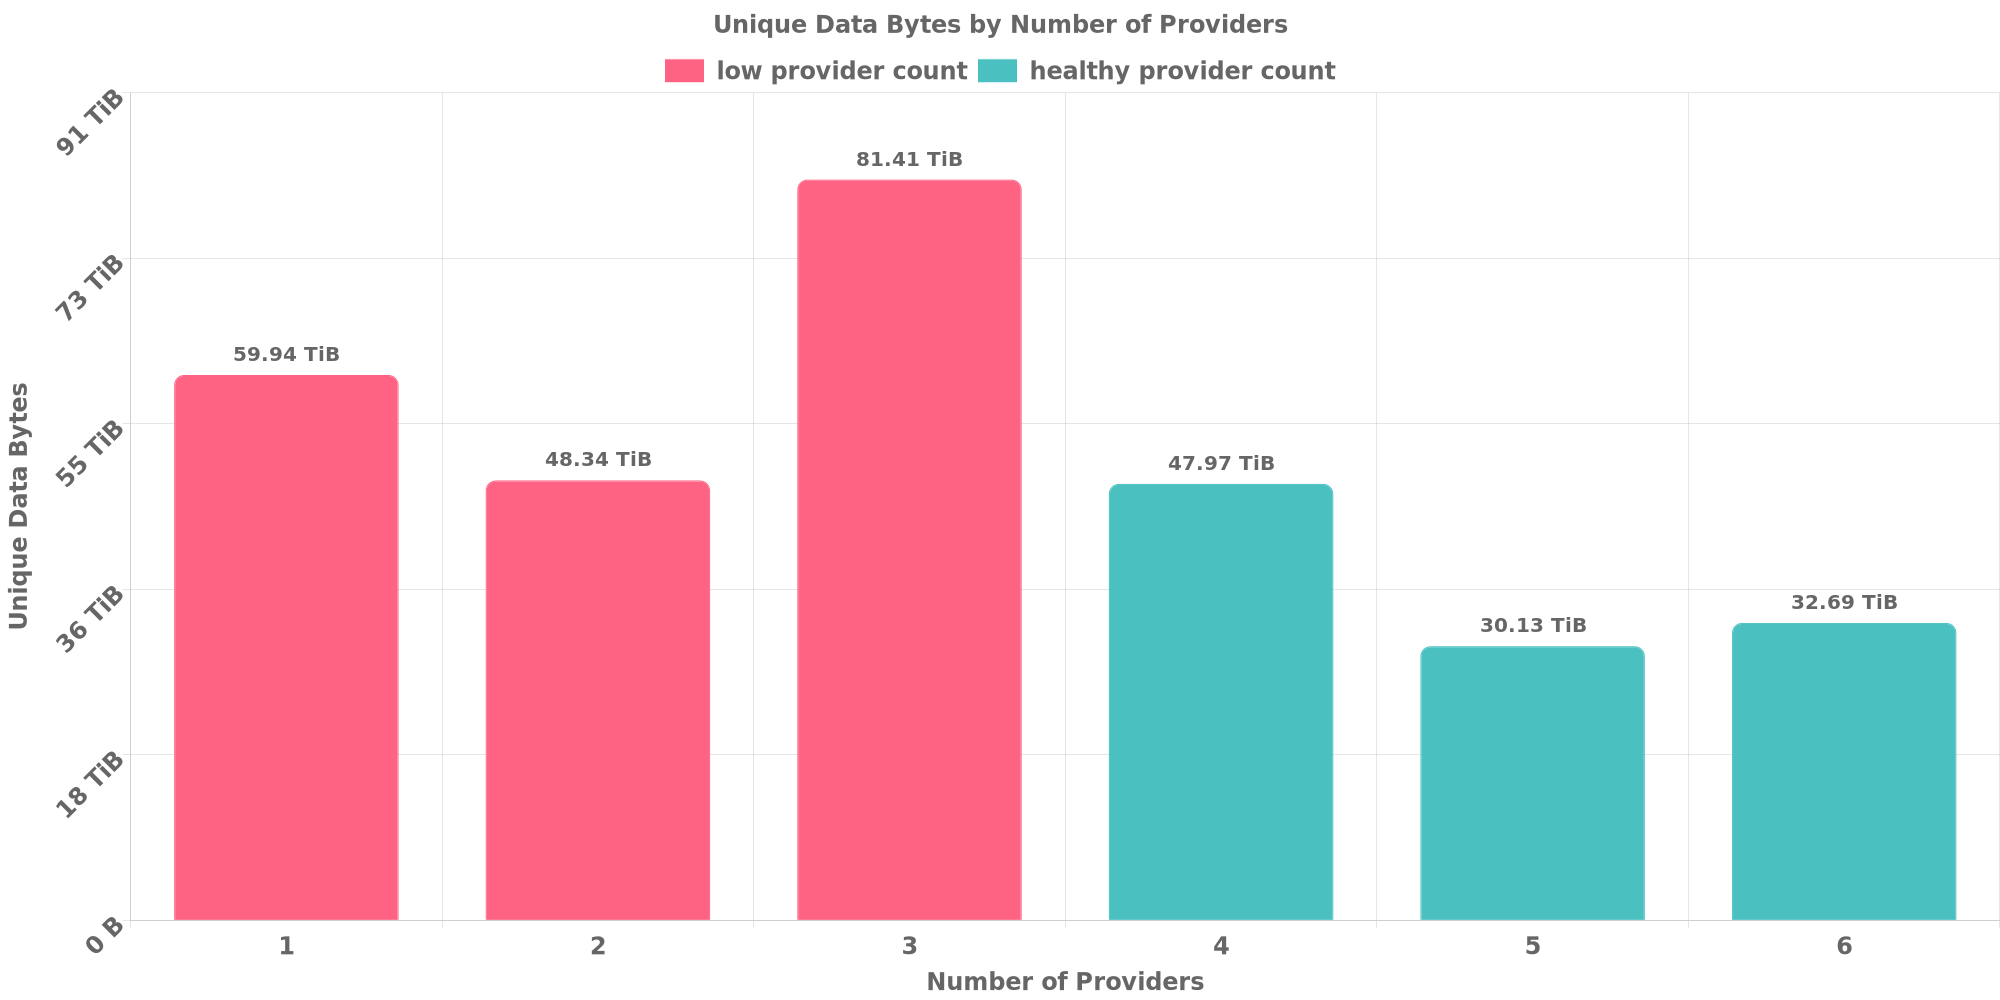 Unique Data Bytes by Number of Providers
low provider count healthy provider count
91 TiB
73 TiB
55 TiB
36 TiB
18 TiB
0 B
Unique Data Bytes
59.94 TiB
48.34 TiB
81.41 TiB
47.97 TiB
30.13 TiB
32.69 TiB
1 2 3 4 5 6
Number of Providers